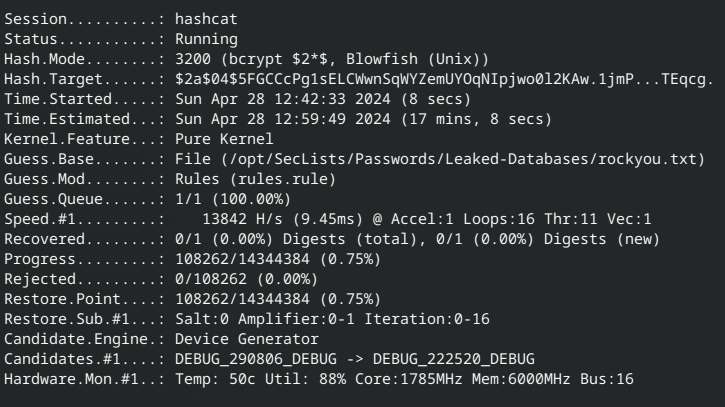 Session..........: hashcat
Status...........: Running
Hash.Mode........: 3200 (bcrypt $2*$, Blowfish (Unix))
Hash.Target......: $2a$04$5FGCCcPg1sELCWwnSqWYZemUYOqNIpjwo0l2KAw.1jmP...TEqcg.
Time.Started.....: Sun Apr 28 12:42:33 2024 (8 secs)
Time.Estimated...: Sun Apr 28 12:59:49 2024 (17 mins, 8 secs)
Kernel.Feature...: Pure Kernel
Guess.Base.......: File (/opt/SecLists/Passwords/Leaked-Databases/rockyou.txt)
Guess.Mod........: Rules (rules.rule)
Guess.Queue......: 1/1 (100.00%)
Speed.#1.........:    13842 H/s (9.45ms) @ Accel:1 Loops:16 Thr:11 Vec:1
Recovered........: 0/1 (0.00%) Digests (total), 0/1 (0.00%) Digests (new)
Progress.........: 108262/14344384 (0.75%)
Rejected.........: 0/108262 (0.00%)
Restore.Point....: 108262/14344384 (0.75%)
Restore.Sub.#1...: Salt:0 Amplifier:0-1 Iteration:0-16
Candidate.Engine.: Device Generator
Candidates.#1....: DEBUG_290806_DEBUG -> DEBUG_222520_DEBUG
Hardware.Mon.#1..: Temp: 50c Util: 88% Core:1785MHz Mem:6000MHz Bus:16